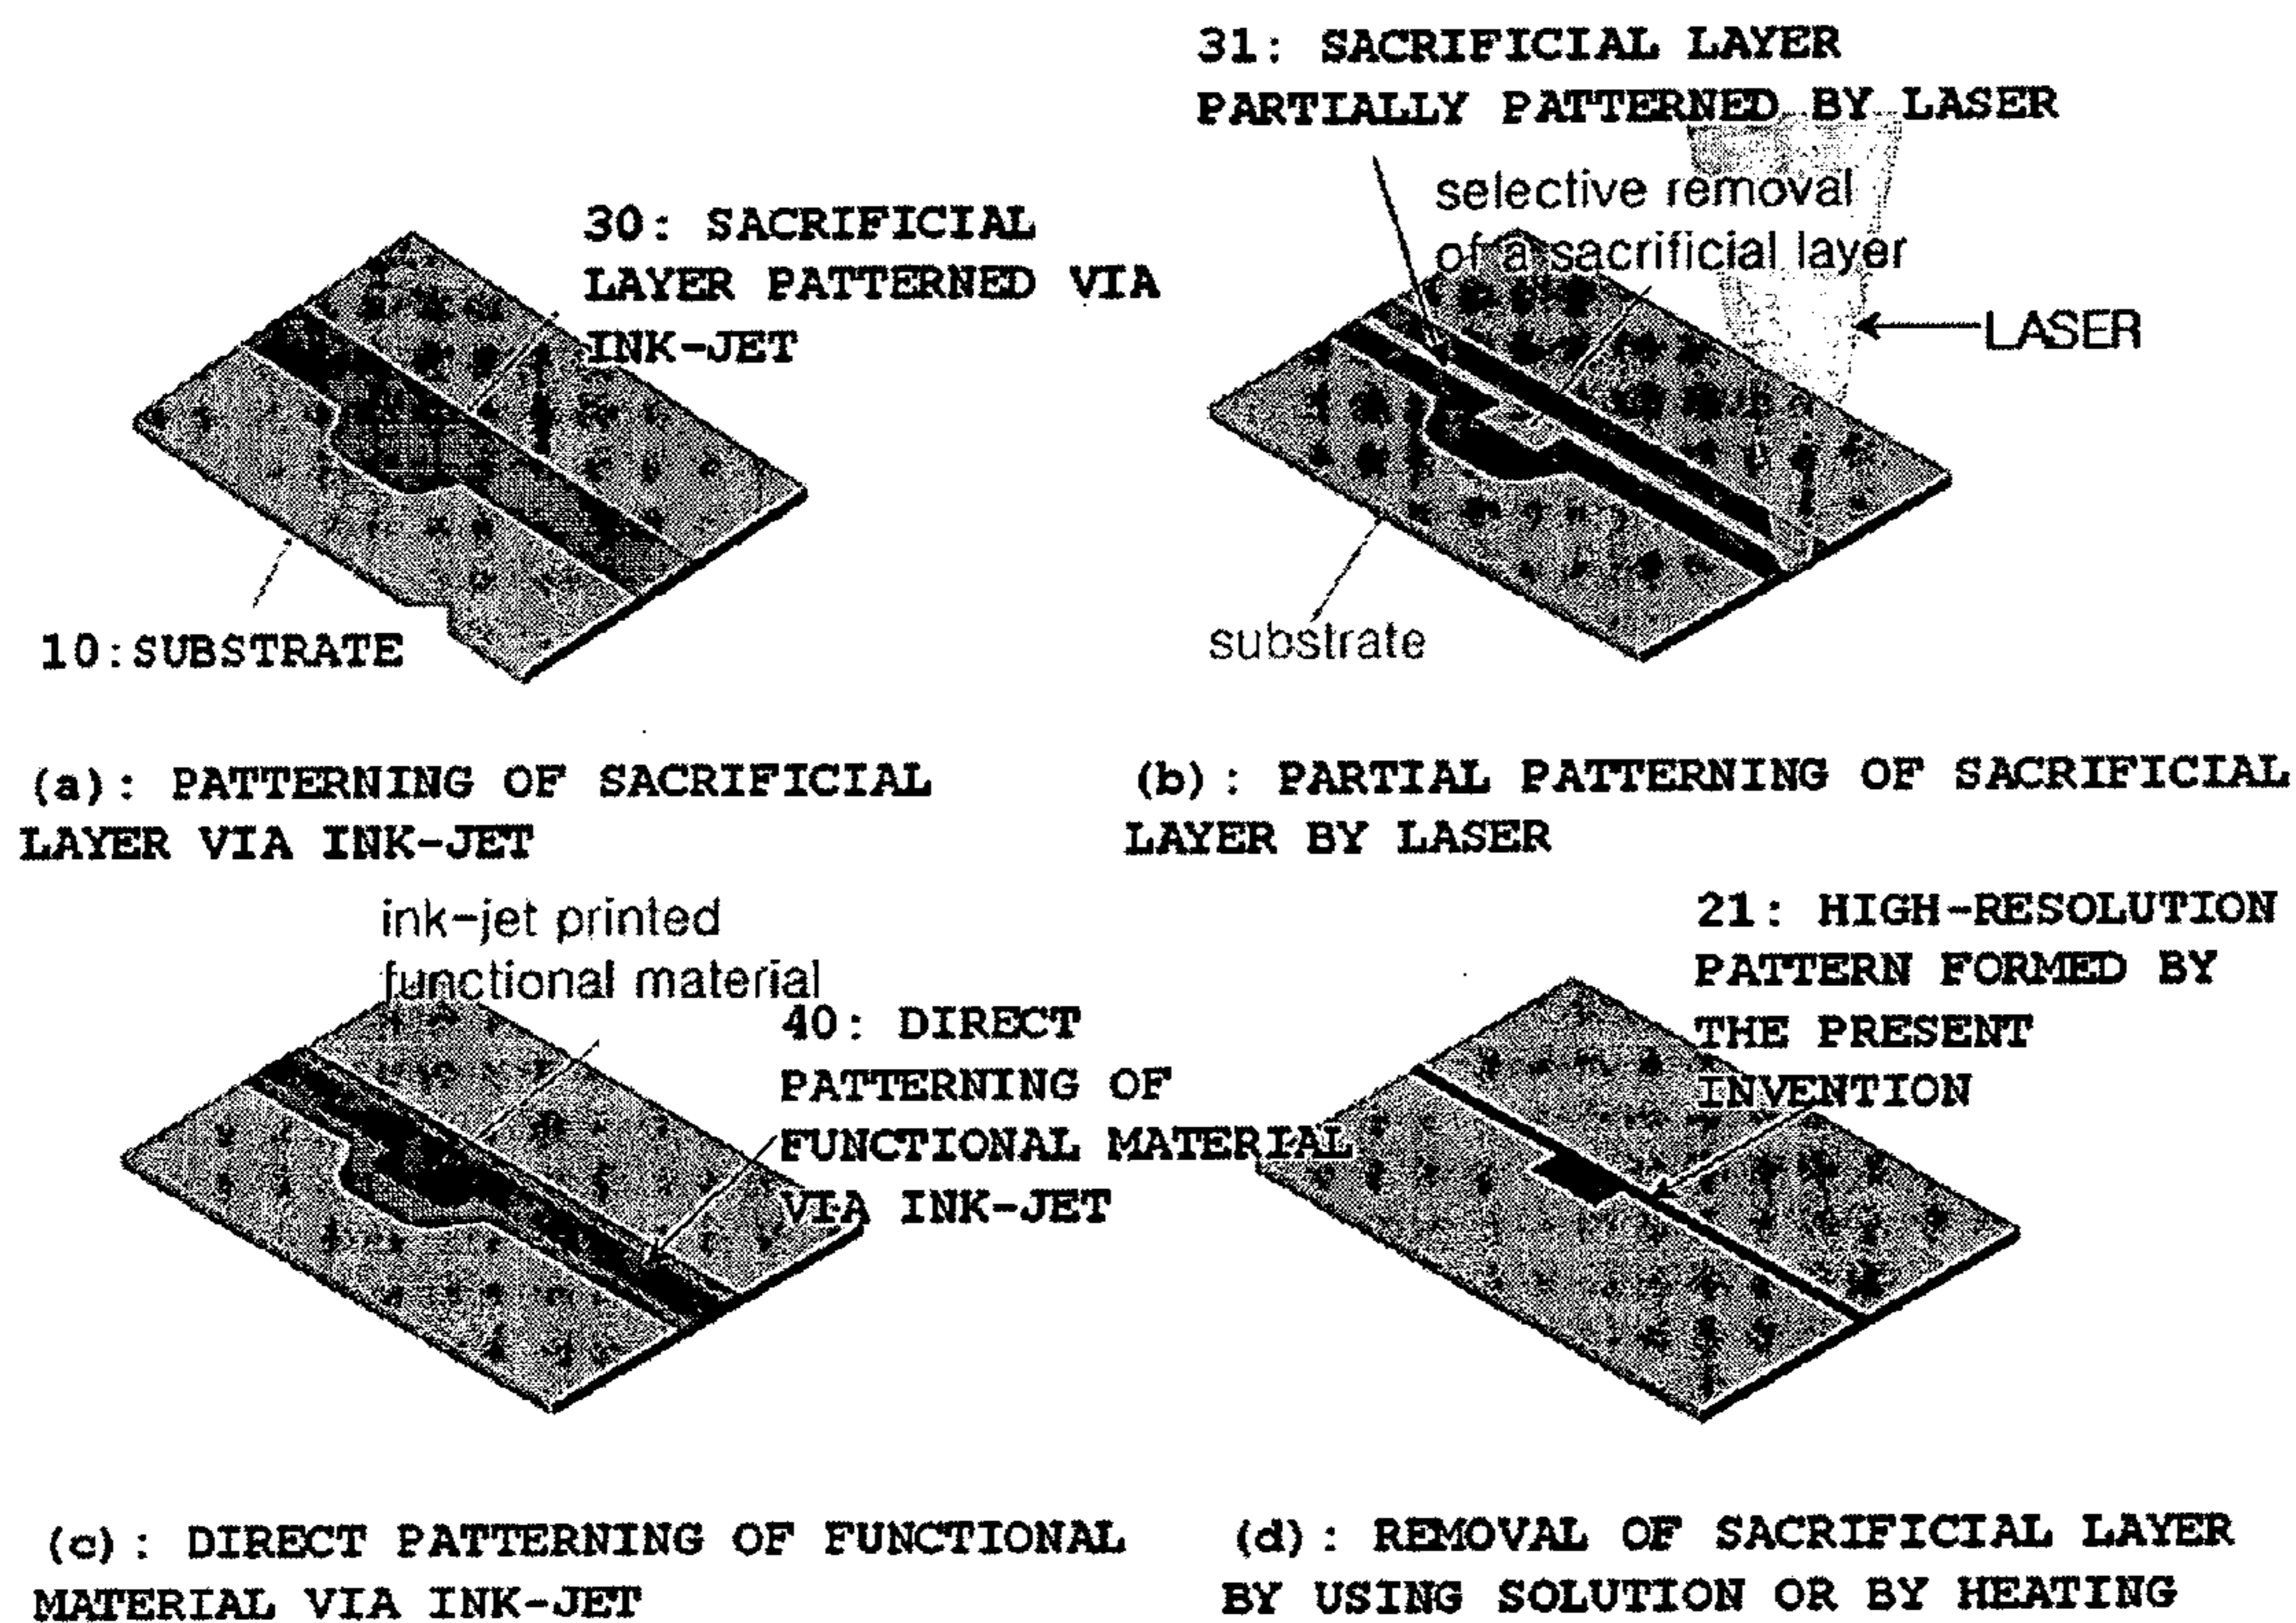 30: SACRIFICIAL
LAYER PATTERNED VIA
INK-JET
10:SUBSTRATE
(a): PATTERNING OF SACRIFICIAL
LAYER VIA INK-JET
31: SACRIFICIAL LAYER
PARTIALLY PATTERNED BY LASER
selective removal
of a sacrificial layer
LASER
substrate
(b): PARTIAL PATTERNING OF SACRIFICIAL
LAYER BY LASER
ink-jet printed
functional material
40: DIRECT
PATTERNING OF
FUNCTIONAL MATERIAL
VIA INK-JET
(c): DIRECT PATTERNING OF FUNCTIONAL
MATERIAL VIA INK-JET
21: HIGH-RESOLUTION
PATTERN FORMED BY
THE PRESENT
INVENTION
(d): REMOVAL OF SACRIFICIAL LAYER
BY USING SOLUTION OR BY HEATING